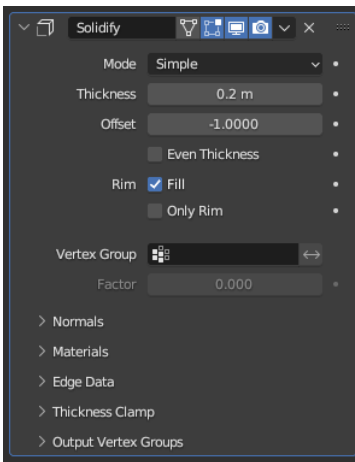 Solidify
Mode Simple
Thickness 0.2 m
Offset -1.0000
Even Thickness
Rim Fill
Only Rim
Vertex Group
Factor 0.000
Normals
Materials
Edge Data
Thickness Clamp
Output Vertex Groups